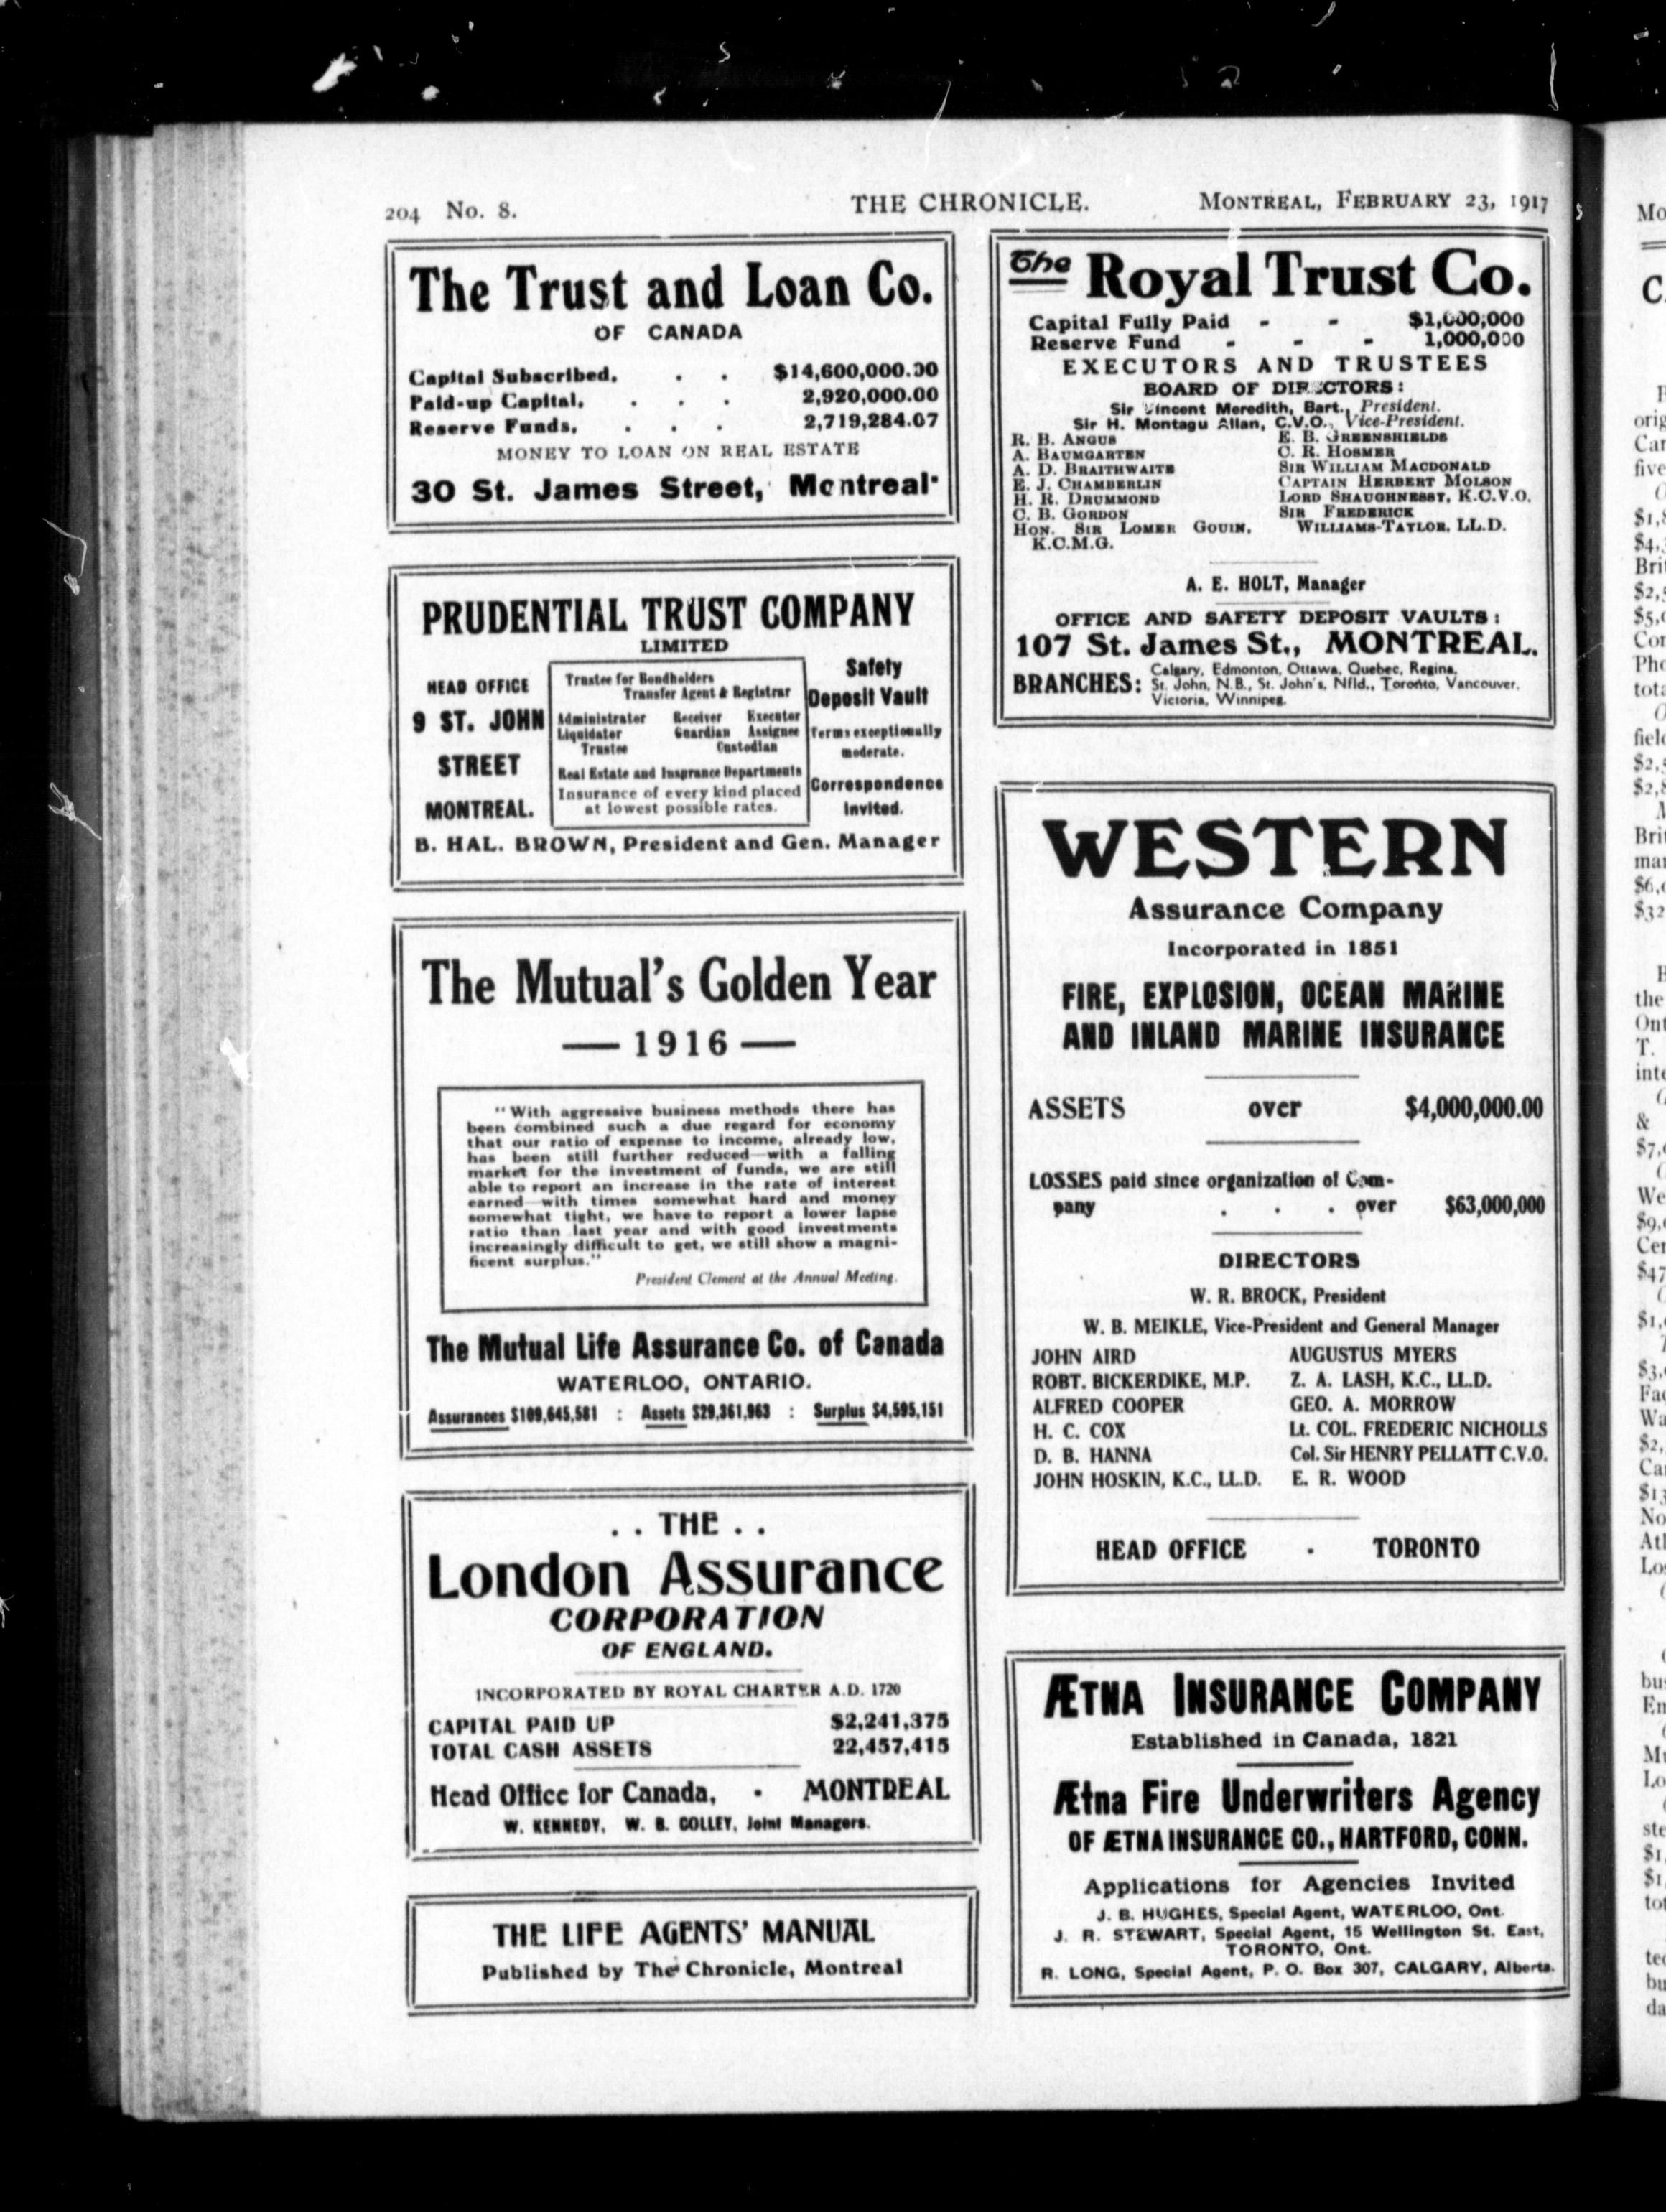 204 No. 8.
THE CHRONICLE.
MONTREAL, FEBRUARY 23, 1917
The Trust and Loan Co.
OF CANADA
Capital Subscribed, . . $14,600,000.00
Paid-up Capital, . . . 2,920,000.00
Reserve Funds, . . . 2,719,284.07
MONEY TO LOAN ON REAL ESTATE
30 St. James Street, Montreal
PRUDENTIAL TRUST COMPANY
LIMITED
HEAD OFFICE
9 ST. JOHN
STREET
MONTREAL.
Trustee for Bondholders
Transfer Agent & Registrar
Administrator Receiver Executor
Liquidator Guardian Assignee
Trustee Custodian
Real Estate and Insurance Departments
Insurance of every kind placed
at lowest possible rates.
Safety
Deposit Vault
Terms exceptionally
moderate.
Correspondence
invited.
B. HAL. BROWN, President and Gen. Manager
The Mutual's Golden Year
— 1916 —
"With aggressive business methods there has
been combined such a due regard for economy
that our ratio of expense to income, already low,
has been still further reduced—with a falling
market for the investment of funds, we are still
able to report an increase in the rate of interest
earned—with times somewhat hard and money
somewhat tight, we have to report a lower lapse
ratio than last year and with good investments
increasingly difficult to get, we still show a magni-
ficent surplus."
President Clement at the Annual Meeting.
The Mutual Life Assurance Co. of Canada
WATERLOO, ONTARIO.
Assurances $109,645,581 : Assets $29,361,963 : Surplus $4,595,151
. . THE . .
London Assurance
CORPORATION
OF ENGLAND.
INCORPORATED BY ROYAL CHARTER A.D. 1720
CAPITAL PAID UP $2,241,375
TOTAL CASH ASSETS 22,457,415
Head Office for Canada, - MONTREAL
W. KENNEDY, W. B. COLLEY, Joint Managers.
THE LIFE AGENTS' MANUAL
Published by The Chronicle, Montreal
The Royal Trust Co.
Capital Fully Paid - - $1,000,000
Reserve Fund - - - 1,000,000
EXECUTORS AND TRUSTEES
BOARD OF DIRECTORS:
Sir Vincent Meredith, Bart., President.
Sir H. Montagu Allan, C.V.O., Vice-President.
R. B. ANGUS E. B. GREENSHIELDS
A. BAUMGARTEN C. R. HOSMER
A. D. BRAITHWAITE SIR WILLIAM MACDONALD
E. J. CHAMBERLIN CAPTAIN HERBERT MOLSON
H. R. DRUMMOND LORD SHAUGHNESSY, K.C.V.O.
C. B. GORDON SIR FREDERICK
HON. SIR LOMER GOUIN, WILLIAMS-TAYLOR, LL.D.
K.C.M.G.
A. E. HOLT, Manager
OFFICE AND SAFETY DEPOSIT VAULTS:
107 St. James St., MONTREAL.
BRANCHES: Calgary, Edmonton, Ottawa, Quebec, Regina,
St. John, N.B., St. John's, Nfld., Toronto, Vancouver,
Victoria, Winnipeg.
WESTERN
Assurance Company
Incorporated in 1851
FIRE, EXPLOSION, OCEAN MARINE
AND INLAND MARINE INSURANCE
ASSETS over $4,000,000.00
LOSSES paid since organization of Com-
pany . . . over $63,000,000
DIRECTORS
W. R. BROCK, President
W. B. MEIKLE, Vice-President and General Manager
JOHN AIRD AUGUSTUS MYERS
ROBT. BICKERDIKE, M.P. Z. A. LASH, K.C., LL.D.
ALFRED COOPER GEO. A. MORROW
H. C. COX Lt. COL. FREDERIC NICHOLLS
D. B. HANNA Col. Sir HENRY PELLATT C.V.O.
JOHN HOSKIN, K.C., LL.D. E. R. WOOD
HEAD OFFICE - TORONTO
ÆTNA INSURANCE COMPANY
Established in Canada, 1821
Ætna Fire Underwriters Agency
OF ÆTNA INSURANCE CO., HARTFORD, CONN.
Applications for Agencies Invited
J. B. HUGHES, Special Agent, WATERLOO, Ont.
J. R. STEWART, Special Agent, 15 Wellington St. East,
TORONTO, Ont.
R. LONG, Special Agent, P. O. Box 307, CALGARY, Alberta.